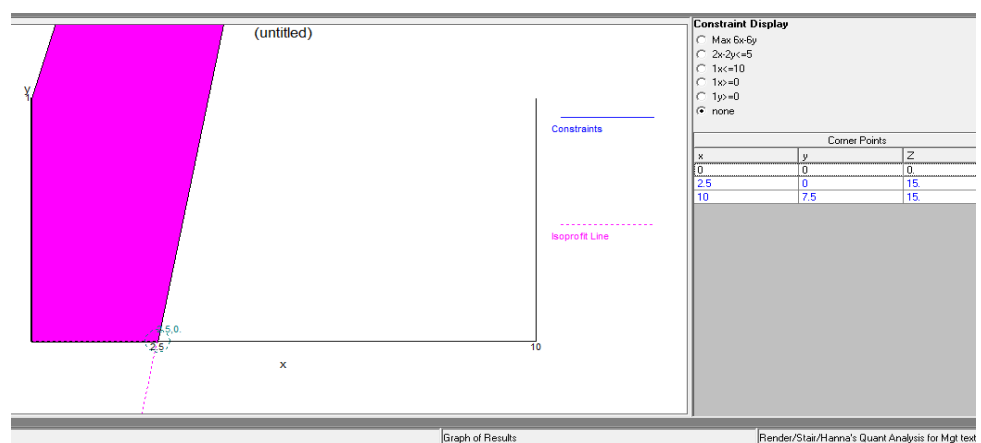 (untitled)
y
1
Constraints
Isoprofit Line
2.5
x
10
Constraint Display
Max 6x-6y
2x-2y<=5
1x<=10
1x>=0
1y>=0
none
Corner Points
x y Z
0 0 0.
2.5 0 15.
10 7.5 15.
Graph of Results
Render/Stair/Hanna's Quant Analysis for Mgt text